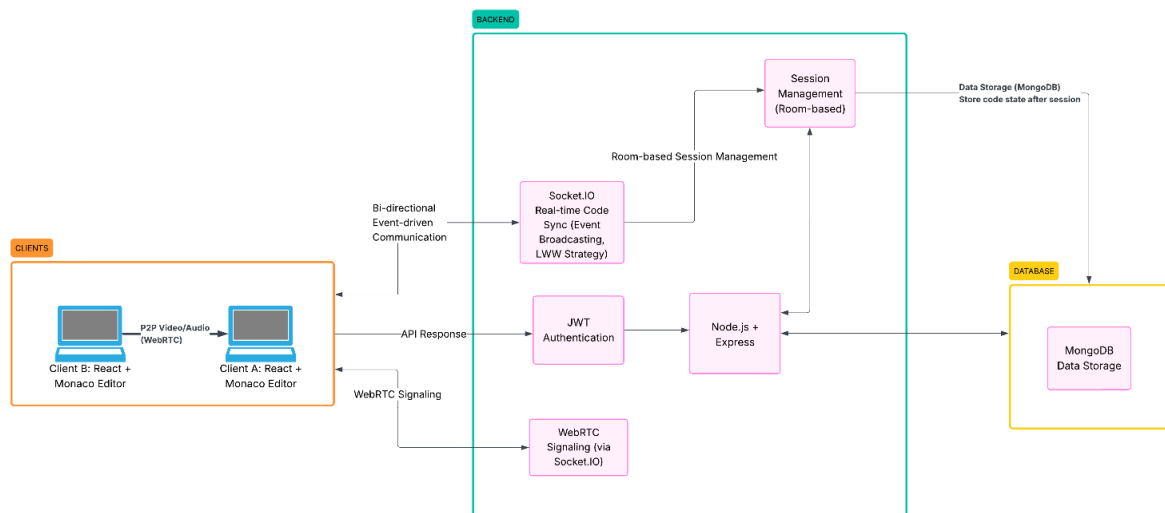 BACKEND
Session
Management
(Room-based)
Data Storage (MongoDB)
Store code state after session
Room-based Session Management
Socket.IO
Real-time Code
Sync (Event
Broadcasting,
LWW Strategy)
Bi-directional
Event-driven
Communication
CLIENTS
P2P Video/Audio
(WebRTC)
Client B: React +
Monaco Editor
Client A: React +
Monaco Editor
API Response
JWT
Authentication
Node.js +
Express
DATABASE
MongoDB
Data Storage
WebRTC Signaling
WebRTC
Signaling (via
Socket.IO)